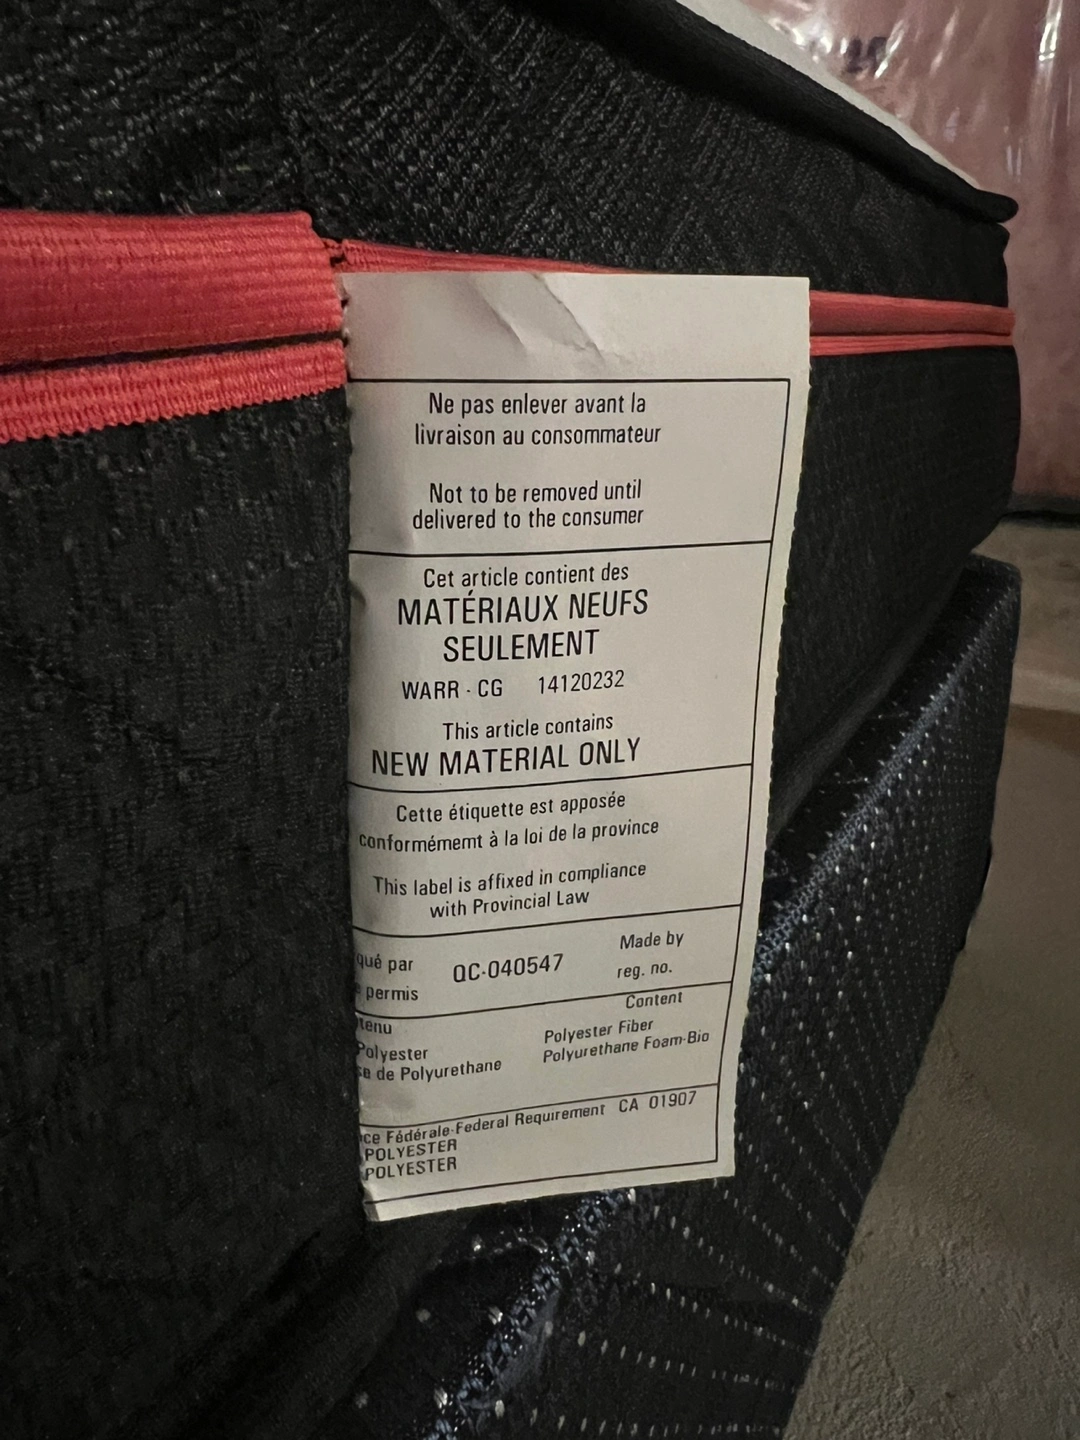 Ne pas enlever avant la
livraison au consommateur
Not to be removed until
delivered to the consumer
Cet article contient des
MATÉRIAUX NEUFS
SEULEMENT
WARR - CG 14120232
This article contains
NEW MATERIAL ONLY
Cette étiquette est apposée
conformémemt à la loi de la province
This label is affixed in compliance
with Provincial Law
qué par QC-040547 Made by
permis reg. no.
tenu Content
Polyester Polyester Fiber
de Polyurethane Polyurethane Foam-Bio
ce Fédérale-Federal Requirement CA 01907
POLYESTER
POLYESTER